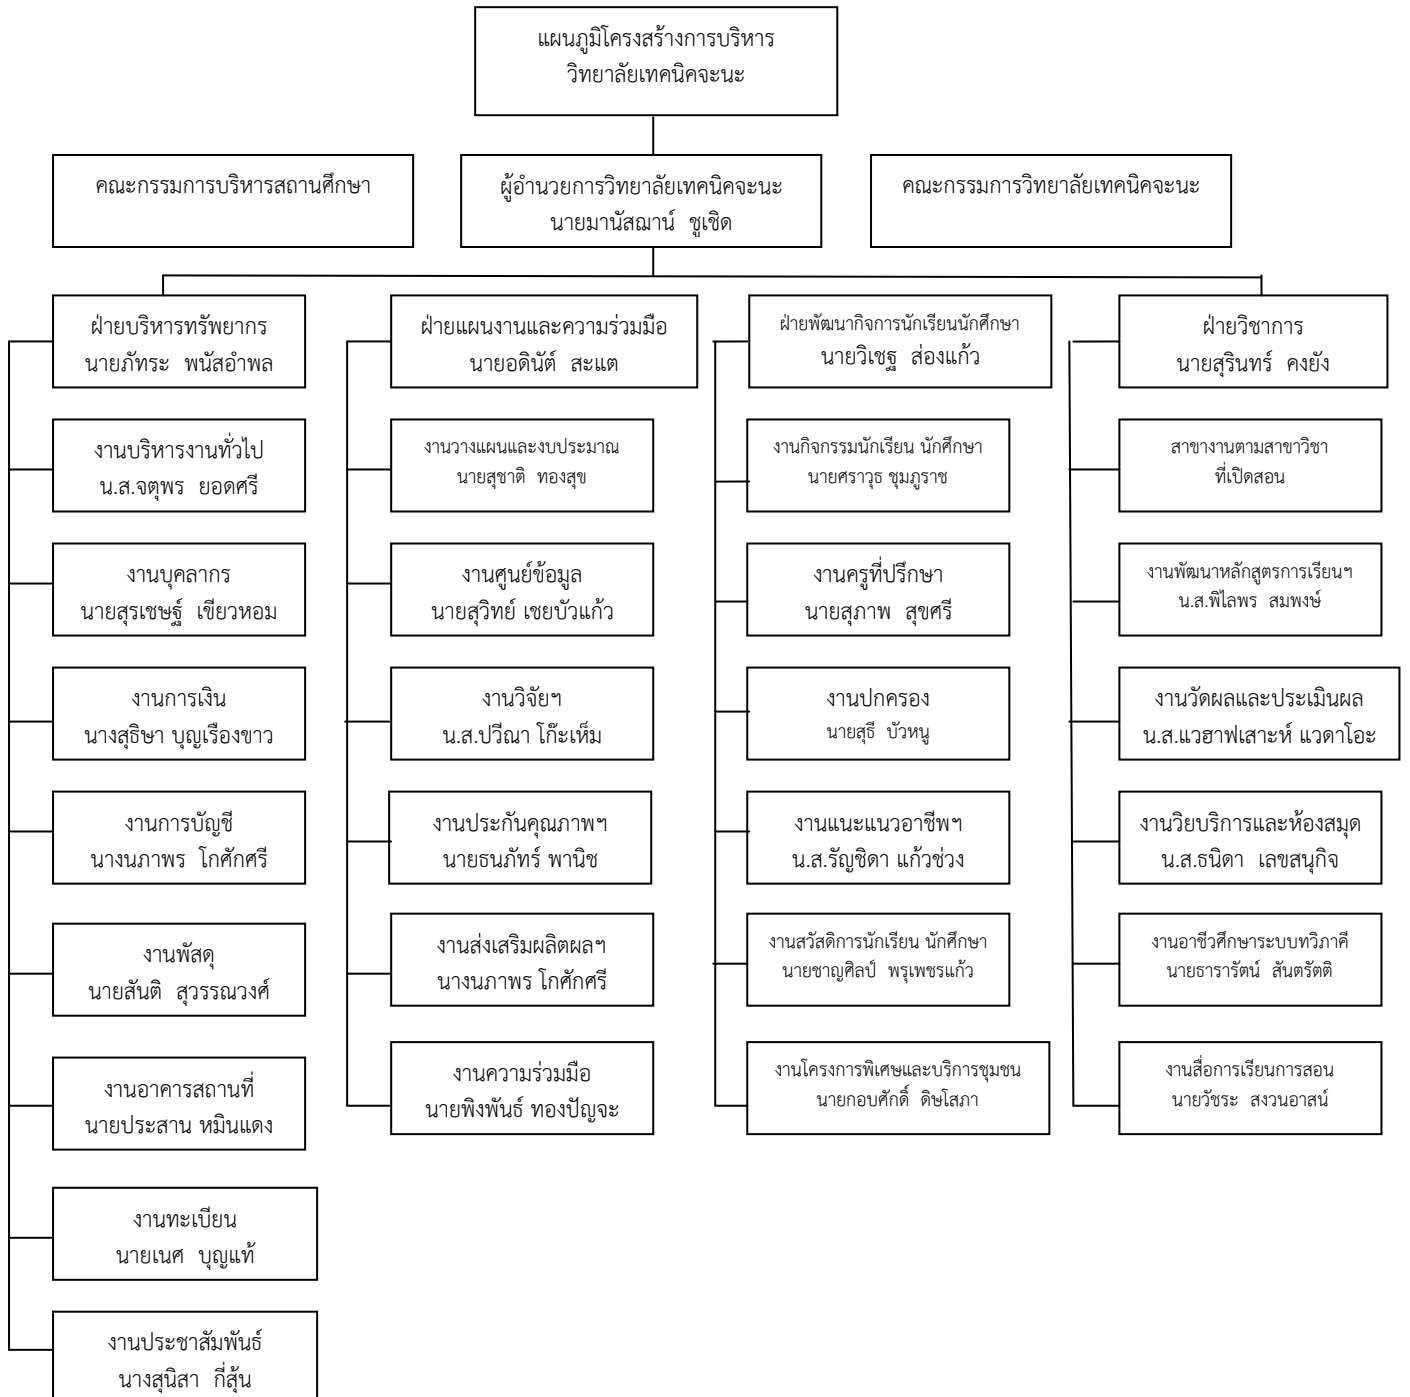 แผนภูมิโครงสร้างการบริหาร
วิทยาลัยเทคนิคจะนะ
คณะกรรมการบริหารสถานศึกษา
ผู้อำนวยการวิทยาลัยเทคนิคจะนะ
นายมานัสฌาน์ ชูเชิด
คณะกรรมการวิทยาลัยเทคนิคจะนะ
ฝ่ายบริหารทรัพยากร
นายภัทระ พนัสอำพล
งานบริหารงานทั่วไป
น.ส.จตุพร ยอดศรี
งานบุคลากร
นายสุรเชษฐ์ เขียวหอม
งานการเงิน
นางสุธิษา บุญเรืองขาว
งานการบัญชี
นางนภาพร โกศักศรี
งานพัสดุ
นายสันติ สุวรรณวงศ์
งานอาคารสถานที่
นายประสาน หมินแดง
งานทะเบียน
นายเนศ บุญแท้
งานประชาสัมพันธ์
นางสุนิสา กี่สุ้น
ฝ่ายแผนงานและความร่วมมือ
นายอดินัต์ สะแต
งานวางแผนและงบประมาณ
นายสุชาติ ทองสุข
งานศูนย์ข้อมูล
นายสุวิทย์ เชยบัวแก้ว
งานวิจัยฯ
น.ส.ปวีณา โก๊ะเห็ม
งานประกันคุณภาพฯ
นายธนภัทร์ พานิช
งานส่งเสริมผลิตผลฯ
นางนภาพร โกศักศรี
งานความร่วมมือ
นายพิงพันธ์ ทองปัญจะ
ฝ่ายพัฒนากิจการนักเรียนนักศึกษา
นายวิเชฐ ส่องแก้ว
งานกิจกรรมนักเรียน นักศึกษา
นายศราวุธ ชุมภูราช
งานครูที่ปรึกษา
นายสุภาพ สุขศรี
งานปกครอง
นายสุธี บัวหนู
งานแนะแนวอาชีพฯ
น.ส.รัญชิดา แก้วช่วง
งานสวัสดิการนักเรียน นักศึกษา
นายชาญศิลป์ พรุเพชรแก้ว
งานโครงการพิเศษและบริการชุมชน
นายกอบศักดิ์ ดิษโสภา
ฝ่ายวิชาการ
นายสุรินทร์ คงยัง
สาขางานตามสาขาวิชา
ที่เปิดสอน
งานพัฒนาหลักสูตรการเรียนฯ
น.ส.พิไลพร สมพงษ์
งานวัดผลและประเมินผล
น.ส.แวฮาฟเสาะห์ แวดาโอะ
งานวิยบริการและห้องสมุด
น.ส.ธนิดา เลขสนุกิจ
งานอาชีวศึกษาระบบทวิภาคี
นายธารารัตน์ สันตรัตติ
งานสื่อการเรียนการสอน
นายวัชระ สงวนอาสน์